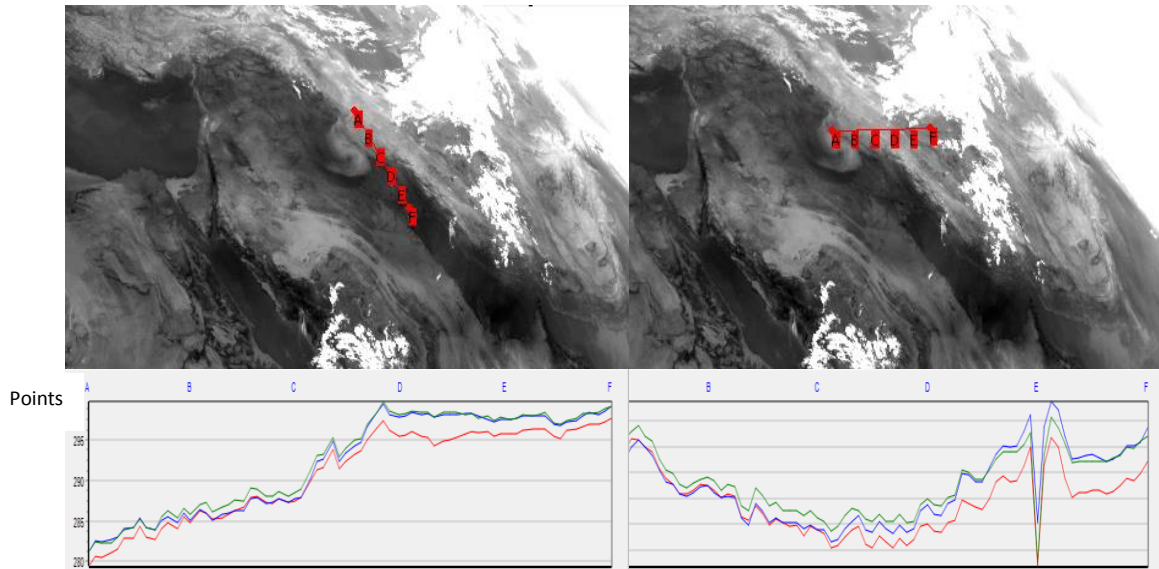 A
B
C
D
E
F
A B C D E F
Points
A B C D E F
B C D E F
295
290
285
280